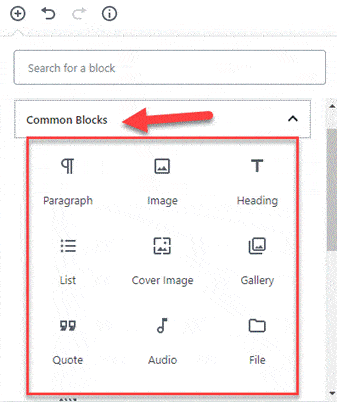 Search for a block
Common Blocks
Paragraph Image Heading
List Cover Image Gallery
Quote Audio File